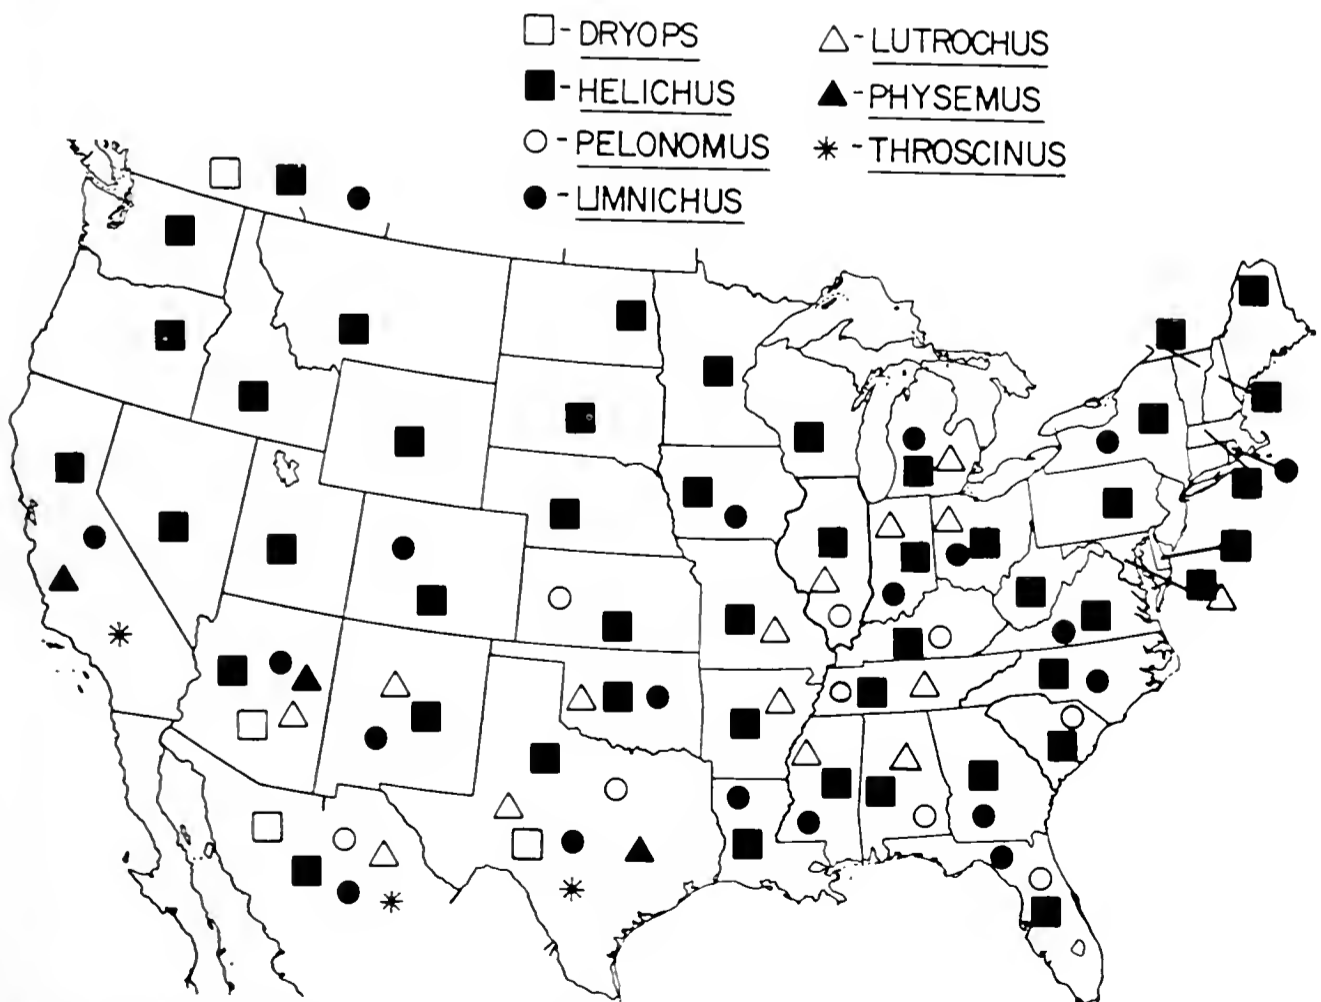 - DRYOPS
- HELICHUS
- PELONOMUS
- LIMNICHUS
- LUTROCHUS
- PHYSEMUS
- THROSCINUS